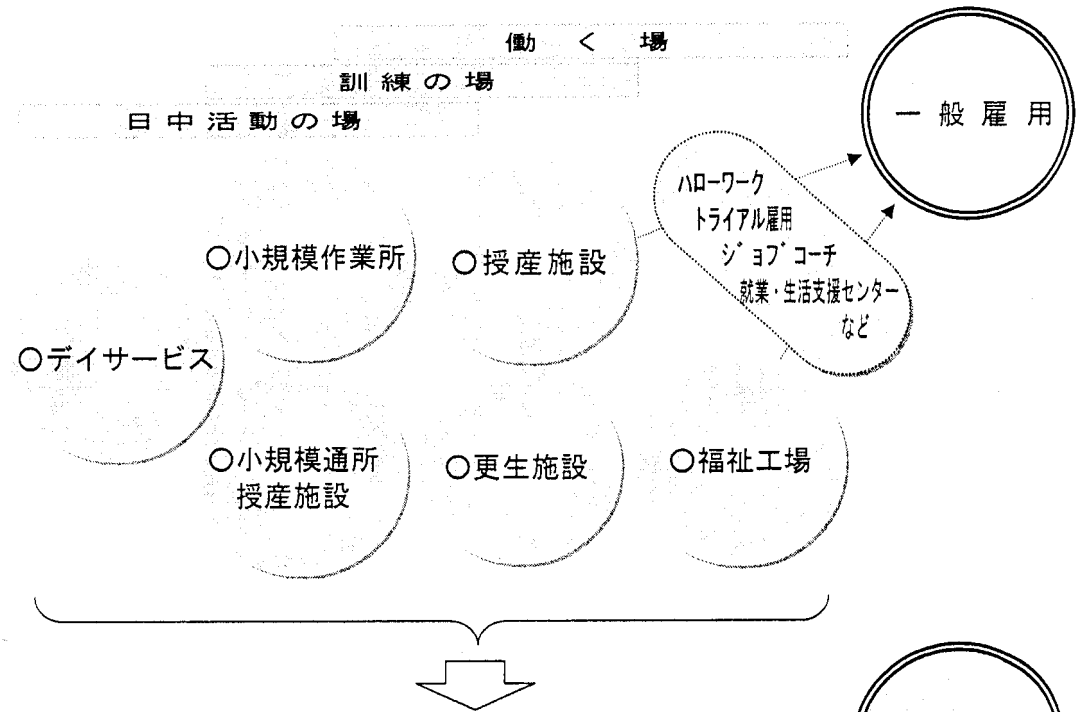 働く場
訓練の場
日中活動の場
一般雇用
ハローワーク
トライアル雇用
ジョブコーチ
就業・生活支援センター
など
○小規模作業所
○授産施設
○デイサービス
○小規模通所
授産施設
○更生施設
○福祉工場